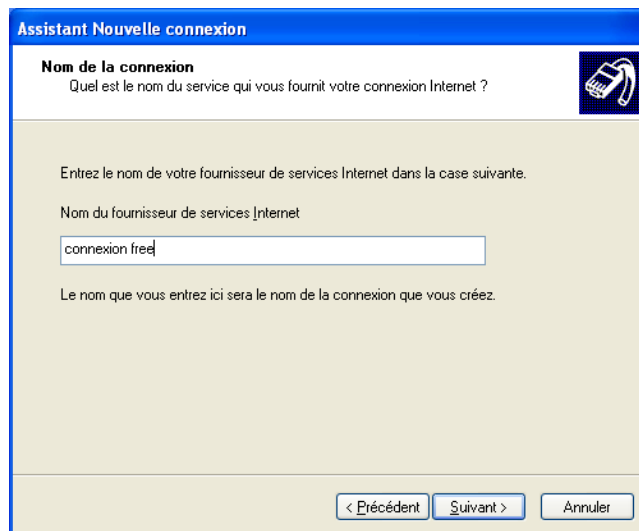 Assistant Nouvelle connexion
Nom de la connexion
Quel est le nom du service qui vous fournit votre connexion Internet ?
Entrez le nom de votre fournisseur de services Internet dans la case suivante.
Nom du fournisseur de services Internet
connexion free
Le nom que vous entrez ici sera le nom de la connexion que vous créez.
< Précédent Suivant > Annuler